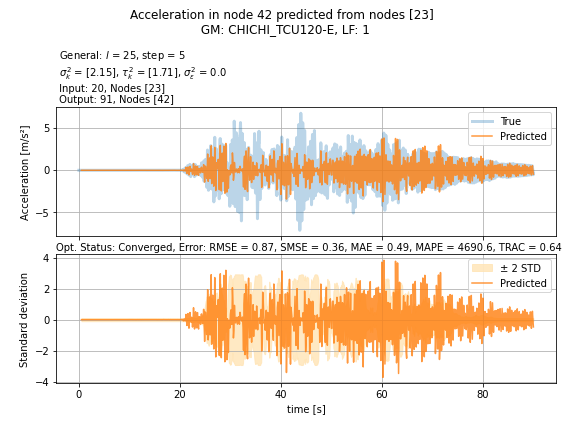 Acceleration in node 42 predicted from nodes [23]
GM: CHICHI_TCU120-E, LF: 1
General: l = 25, step = 5
σ²ₖ = [2.15], τ²ₖ = [1.71], σ²ε = 0.0
Input: 20, Nodes [23]
Output: 91, Nodes [42]
Acceleration [m/s²]
5
0
−5
True
Predicted
Opt. Status: Converged, Error: RMSE = 0.87, SMSE = 0.36, MAE = 0.49, MAPE = 4690.6, TRAC = 0.64
Standard deviation
4
2
0
−2
−4
± 2 STD
Predicted
0 20 40 60 80
time [s]